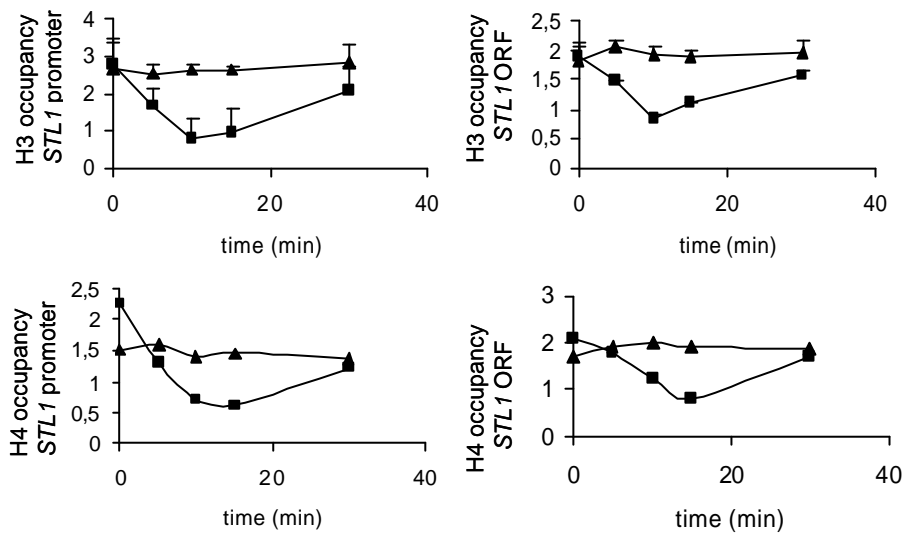 H3 occupancy
STL1 promoter
4
3
2
1
0
0
20
40
time (min)
H3 occupancy
STL1 ORF
2,5
2
1,5
1
0,5
0
0
20
40
time (min)
H4 occupancy
STL1 promoter
2,5
2
1,5
1
0,5
0
0
20
40
time (min)
H4 occupancy
STL1 ORF
3
2
1
0
0
20
40
time (min)